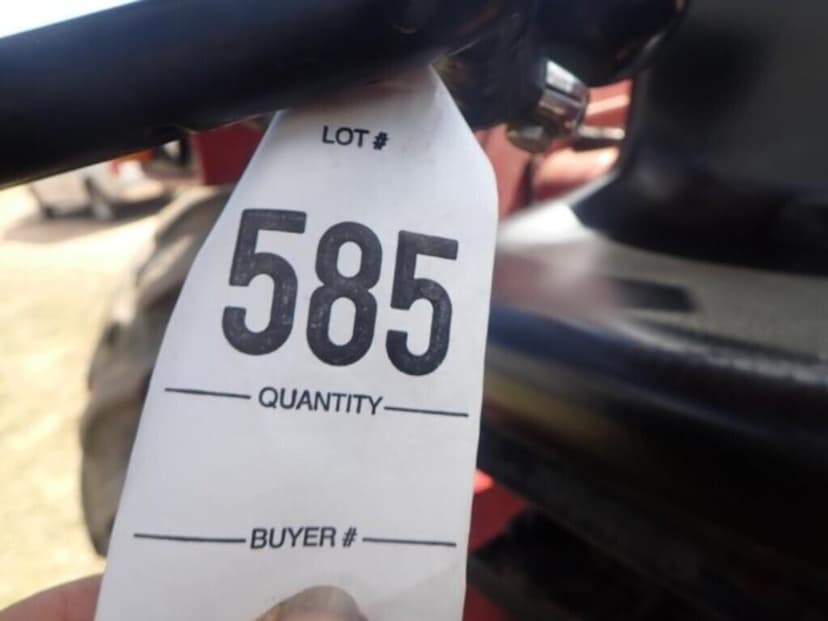 LOT #
585
QUANTITY
BUYER #